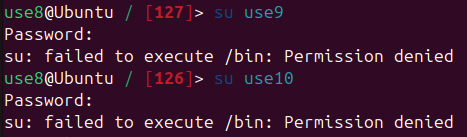 use8@Ubuntu / [127]> su use9
Password:
su: failed to execute /bin: Permission denied
use8@Ubuntu / [126]> su use10
Password:
su: failed to execute /bin: Permission denied